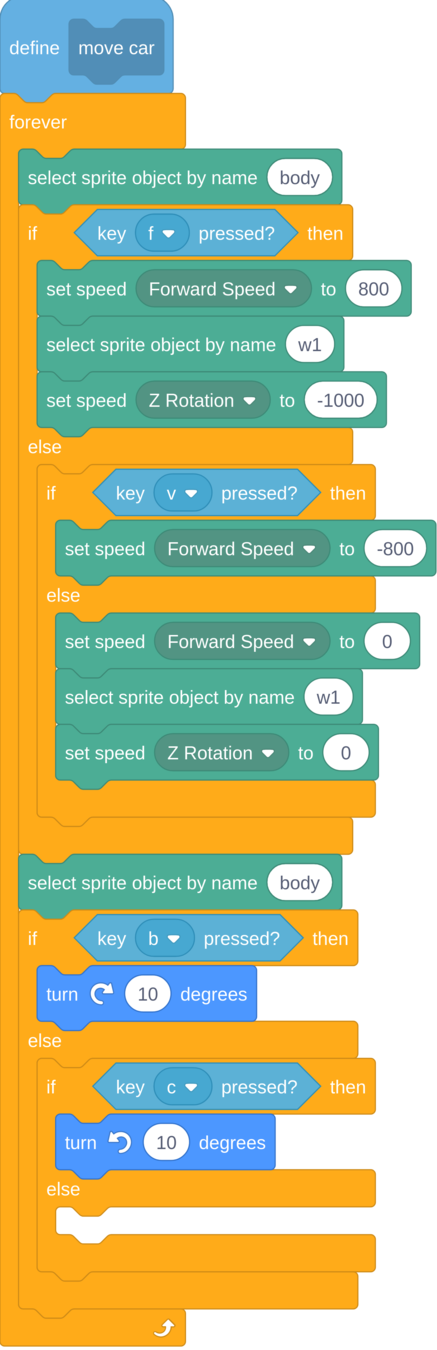 define move car
forever
select sprite object by name body
if key f pressed? then
set speed Forward Speed to 800
select sprite object by name w1
set speed Z Rotation to -1000
else
if key v pressed? then
set speed Forward Speed to -800
else
set speed Forward Speed to 0
select sprite object by name w1
set speed Z Rotation to 0
select sprite object by name body
if key b pressed? then
turn 10 degrees
else
if key c pressed? then
turn 10 degrees
else